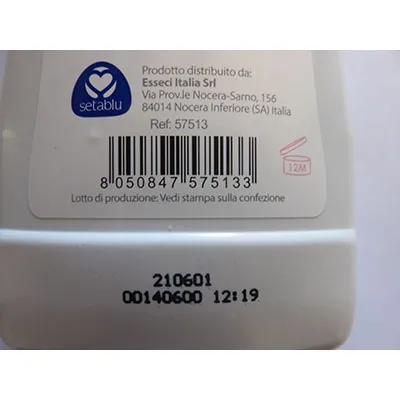 setablu
Prodotto distribuito da:
Esseci Italia Srl
Via Prov.le Nocera-Sarno, 156
84014 Nocera Inferiore (SA) Italia
Ref: 57513
8 050847 575133
12M
Lotto di produzione: Vedi stampa sulla confezione
210601
00140600 12:19